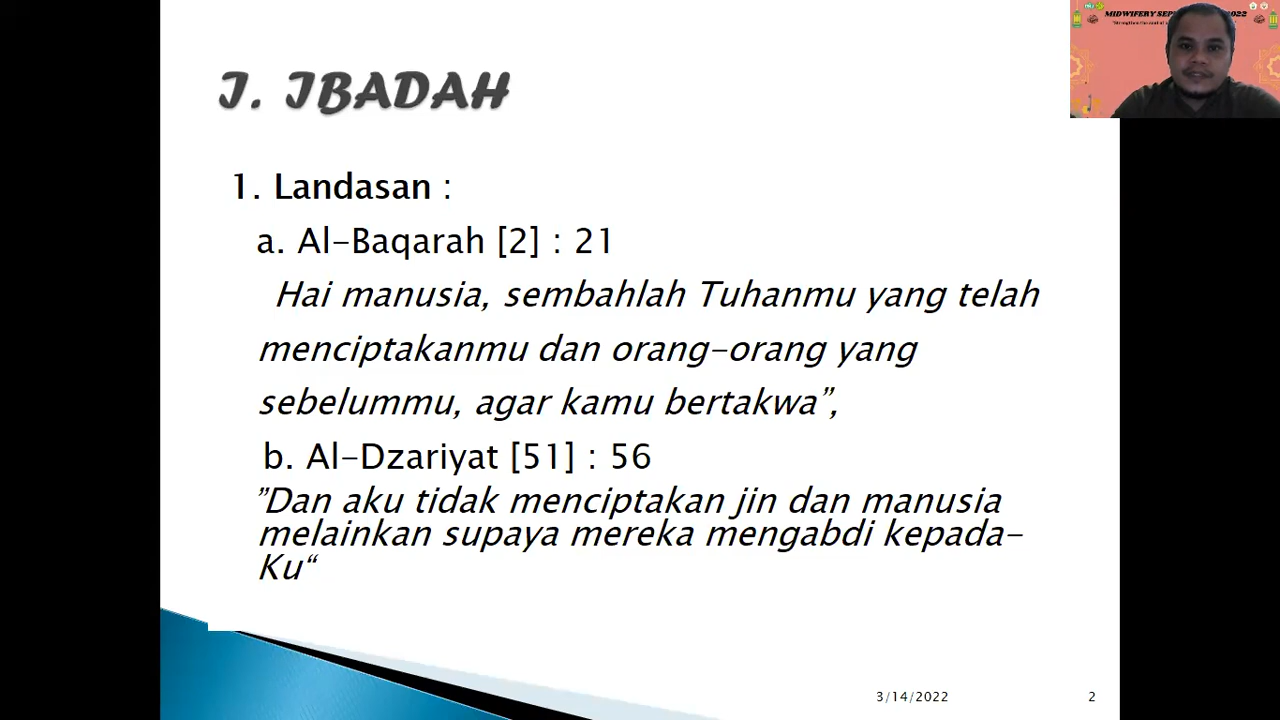 MIDWIFERY
2022
I. IBADAH
1. Landasan :
a. Al-Baqarah [2] : 21
Hai manusia, sembahlah Tuhanmu yang telah
menciptakanmu dan orang-orang yang
sebelummu, agar kamu bertakwa”,
b. Al-Dzariyat [51] : 56
”Dan aku tidak menciptakan jin dan manusia
melainkan supaya mereka mengabdi kepada-
Ku“
3/14/2022
2